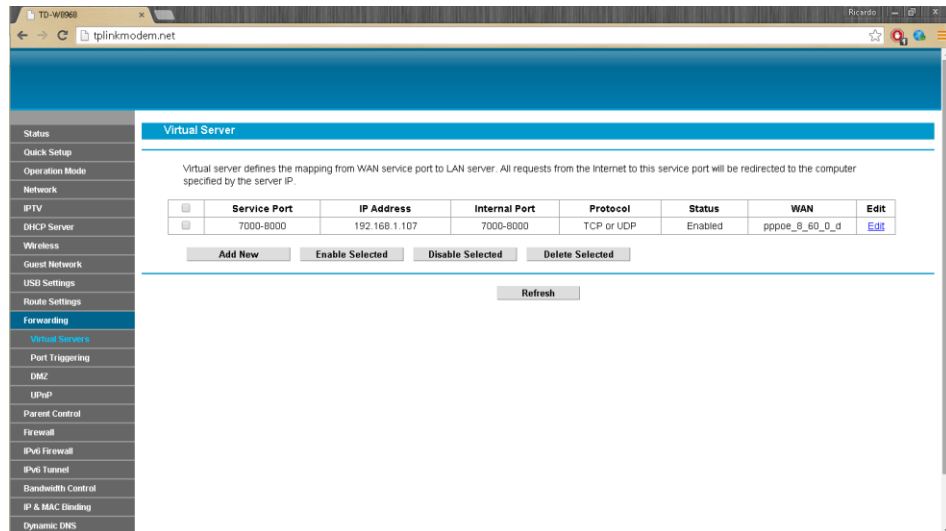 TD-W8968
Ricardo
tplinkmodem.net
Status
Quick Setup
Operation Mode
Network
IPTV
DHCP Server
Wireless
Guest Network
USB Settings
Route Settings
Forwarding
Virtual Servers
Port Triggering
DMZ
UPnP
Parent Control
Firewall
IPv6 Firewall
IPv6 Tunnel
Bandwidth Control
IP & MAC Binding
Dynamic DNS
Virtual Server
Virtual server defines the mapping from WAN service port to LAN server. All requests from the Internet to this service port will be redirected to the computer
specified by the server IP.
Service Port IP Address Internal Port Protocol Status WAN Edit
7000-8000 192.168.1.107 7000-8000 TCP or UDP Enabled pppoe_8_60_0_d Edit
Add New Enable Selected Disable Selected Delete Selected
Refresh